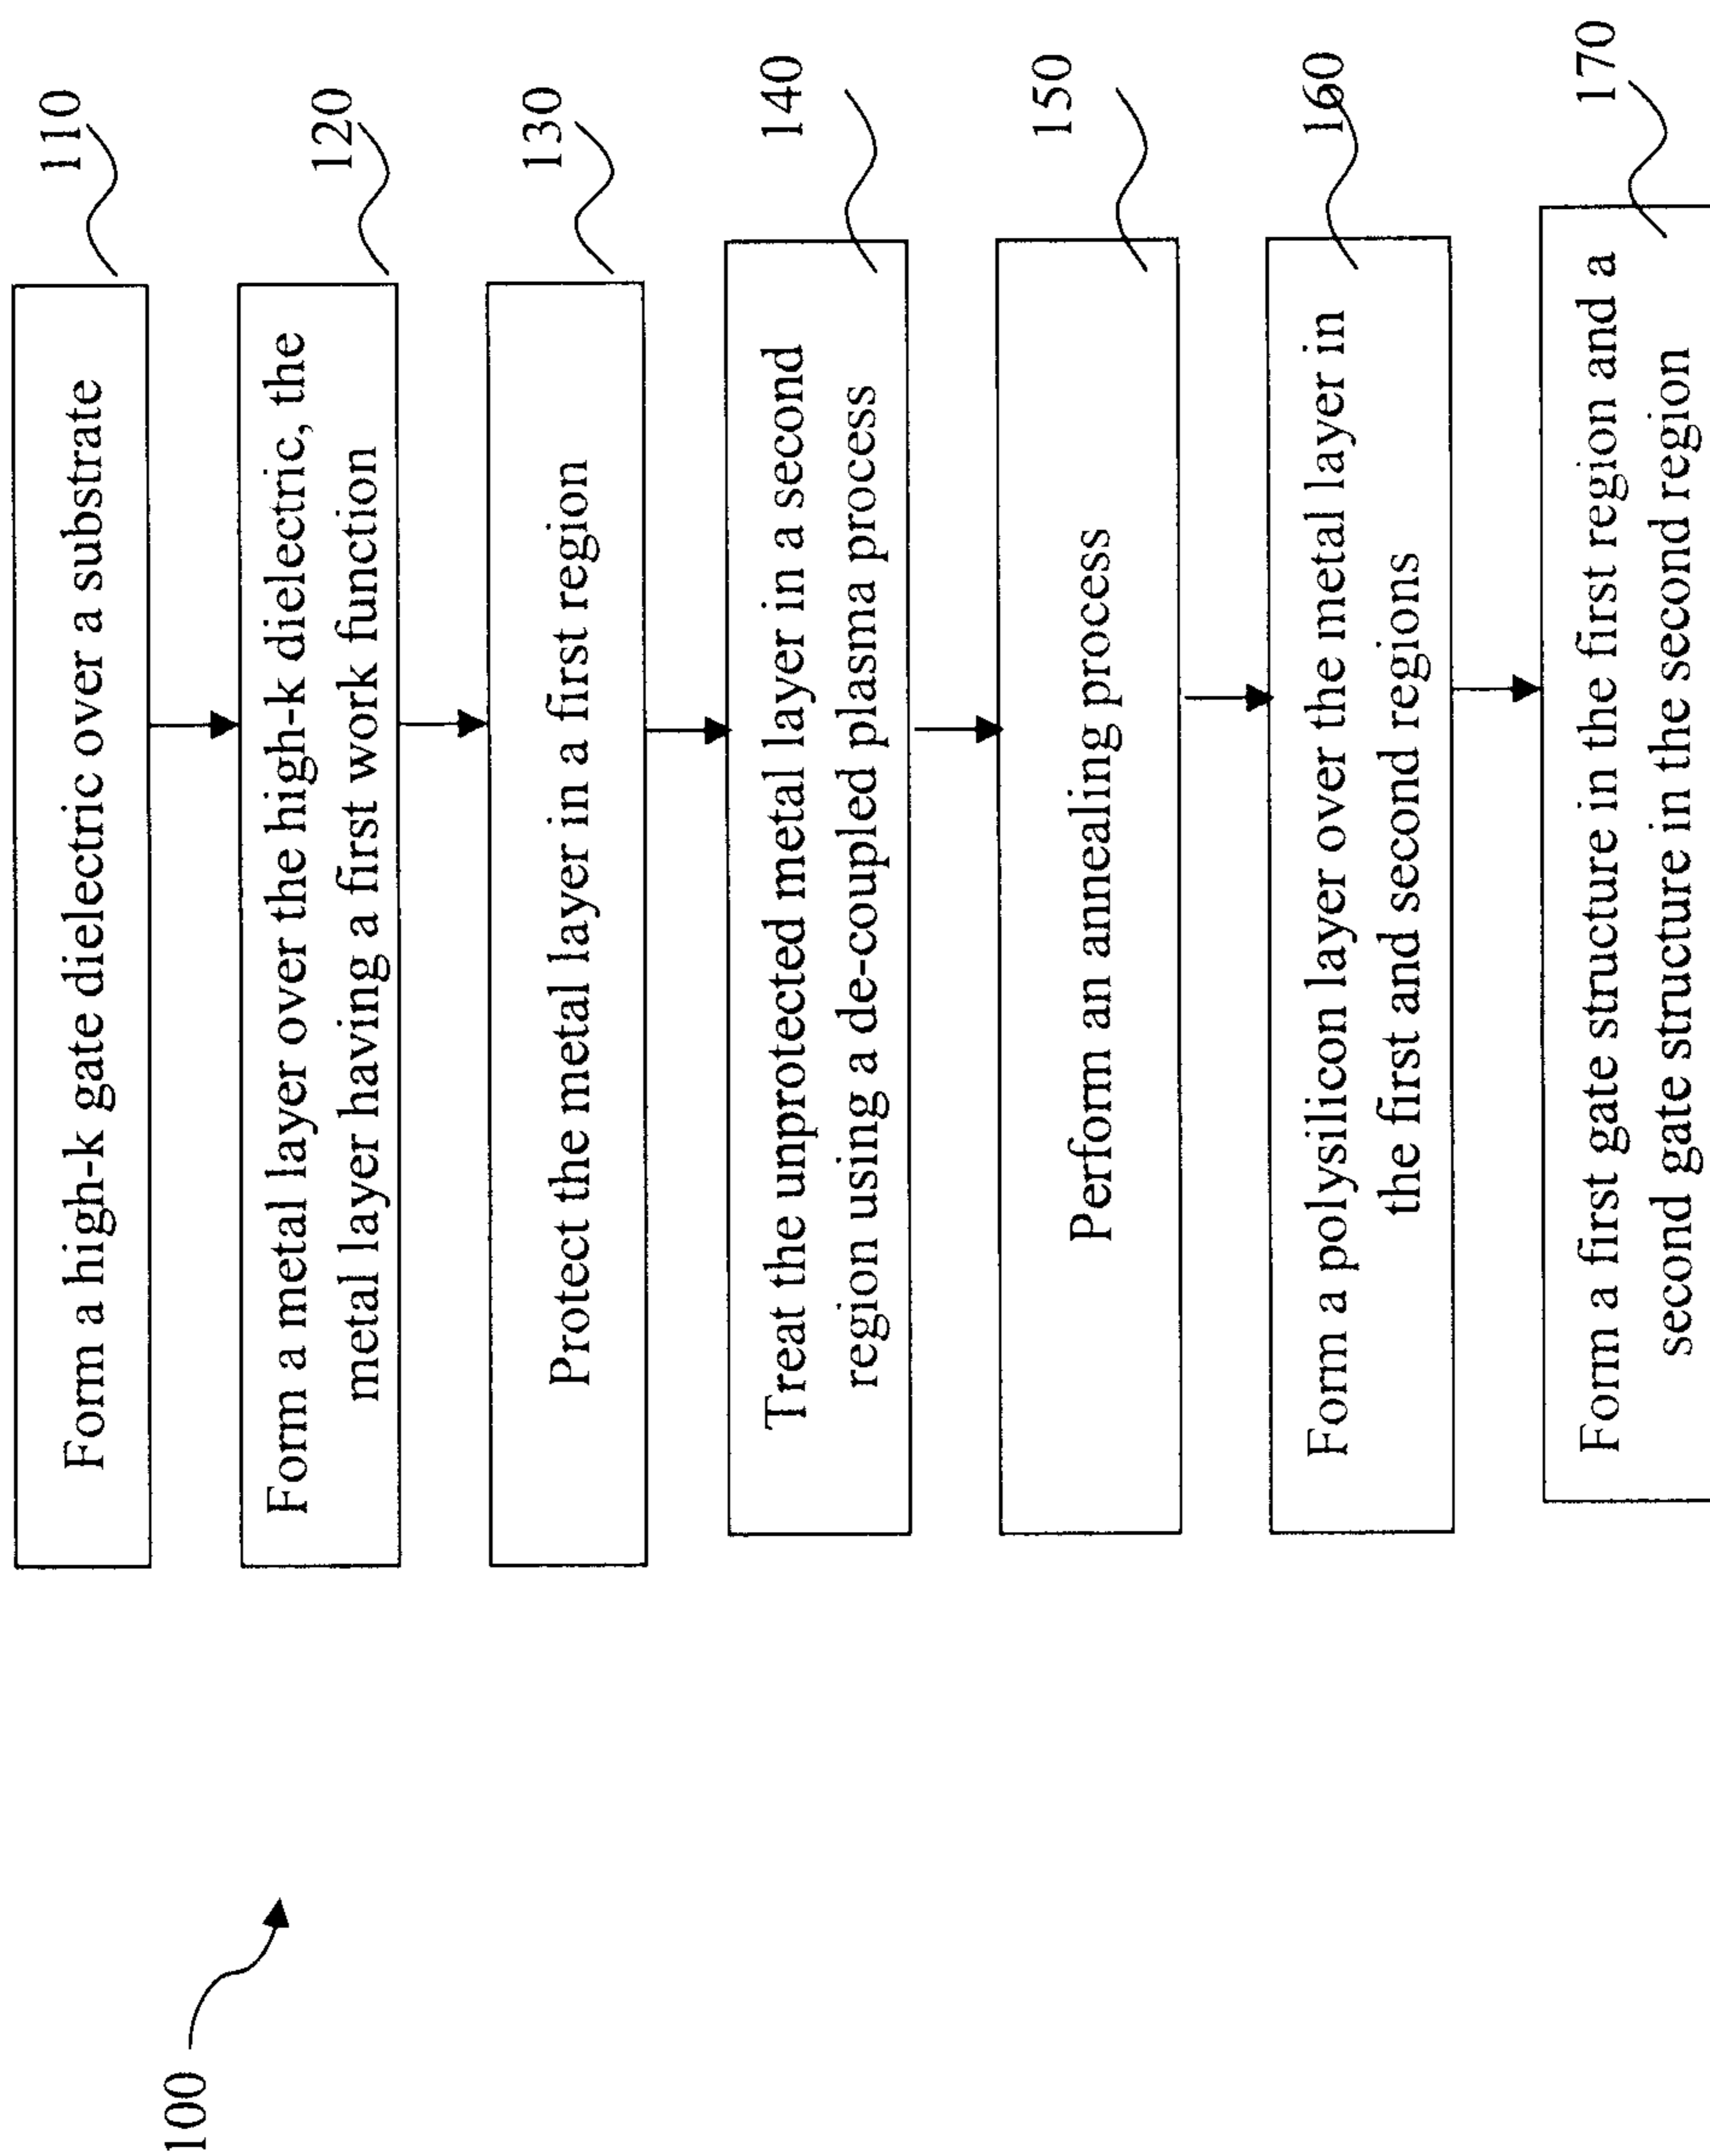 100
Form a high-k gate dielectric over a substrate
110
Form a metal layer over the high-k dielectric, the
metal layer having a first work function
120
Protect the metal layer in a first region
130
Treat the unprotected metal layer in a second
region using a de-coupled plasma process
140
Perform an annealing process
150
Form a polysilicon layer over the metal layer in
the first and second regions
160
Form a first gate structure in the first region and a
second gate structure in the second region
170